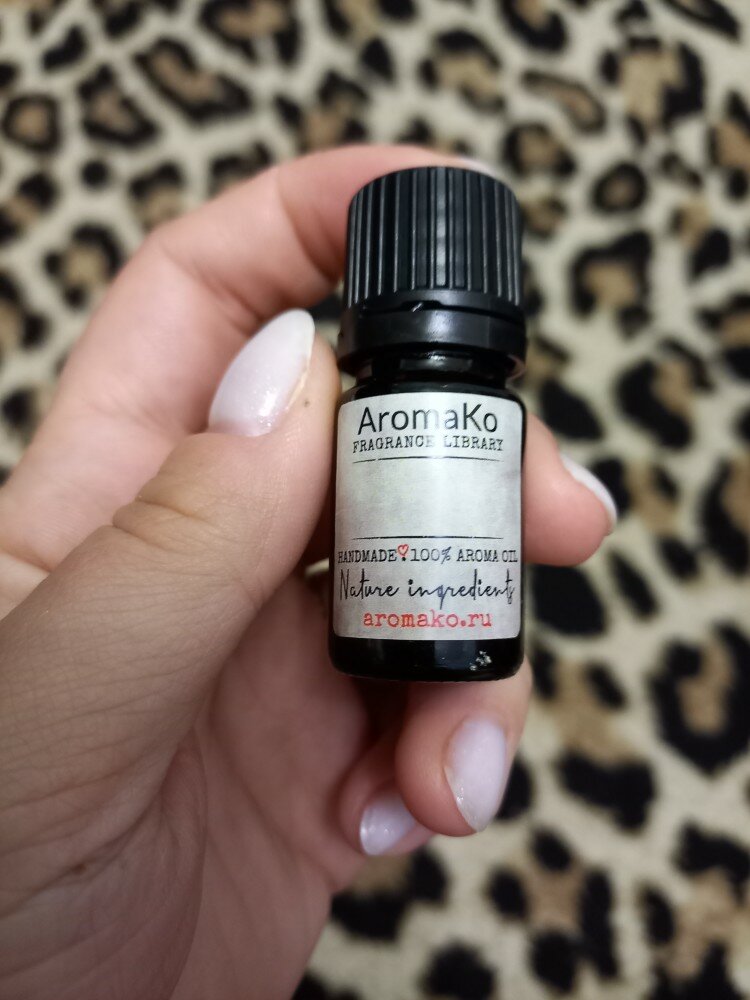 AromaKo
FRAGRANCE LIBRARY
HANDMADE 100% AROMA OIL
Nature ingredients
aromako.ru